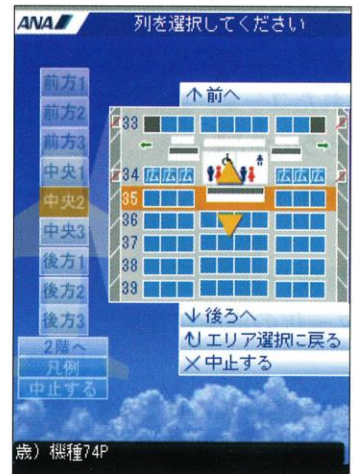 ANA 列を選択してください
前方1
前方2
前方3
中央1
中央2
中央3
後方1
後方2
後方3
2階へ
凡例
中止する
↑前へ
33
34 広広広 広広広
35
36
37
38
39
↓後ろへ
エリア選択に戻る
×中止する
歳）機種74P